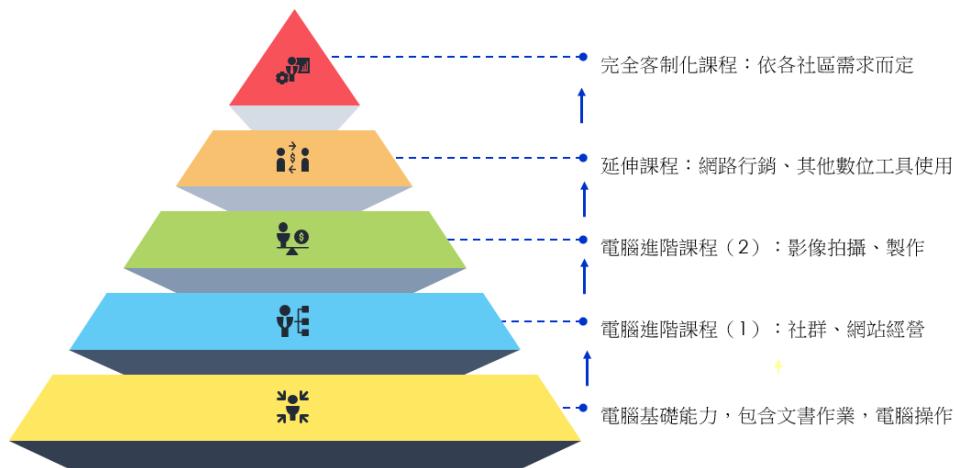 完全客制化課程：依各社區需求而定
延伸課程：網路行銷、其他數位工具使用
電腦進階課程（2）：影像拍攝、製作
電腦進階課程（1）：社群、網站經營
電腦基礎能力，包含文書作業，電腦操作